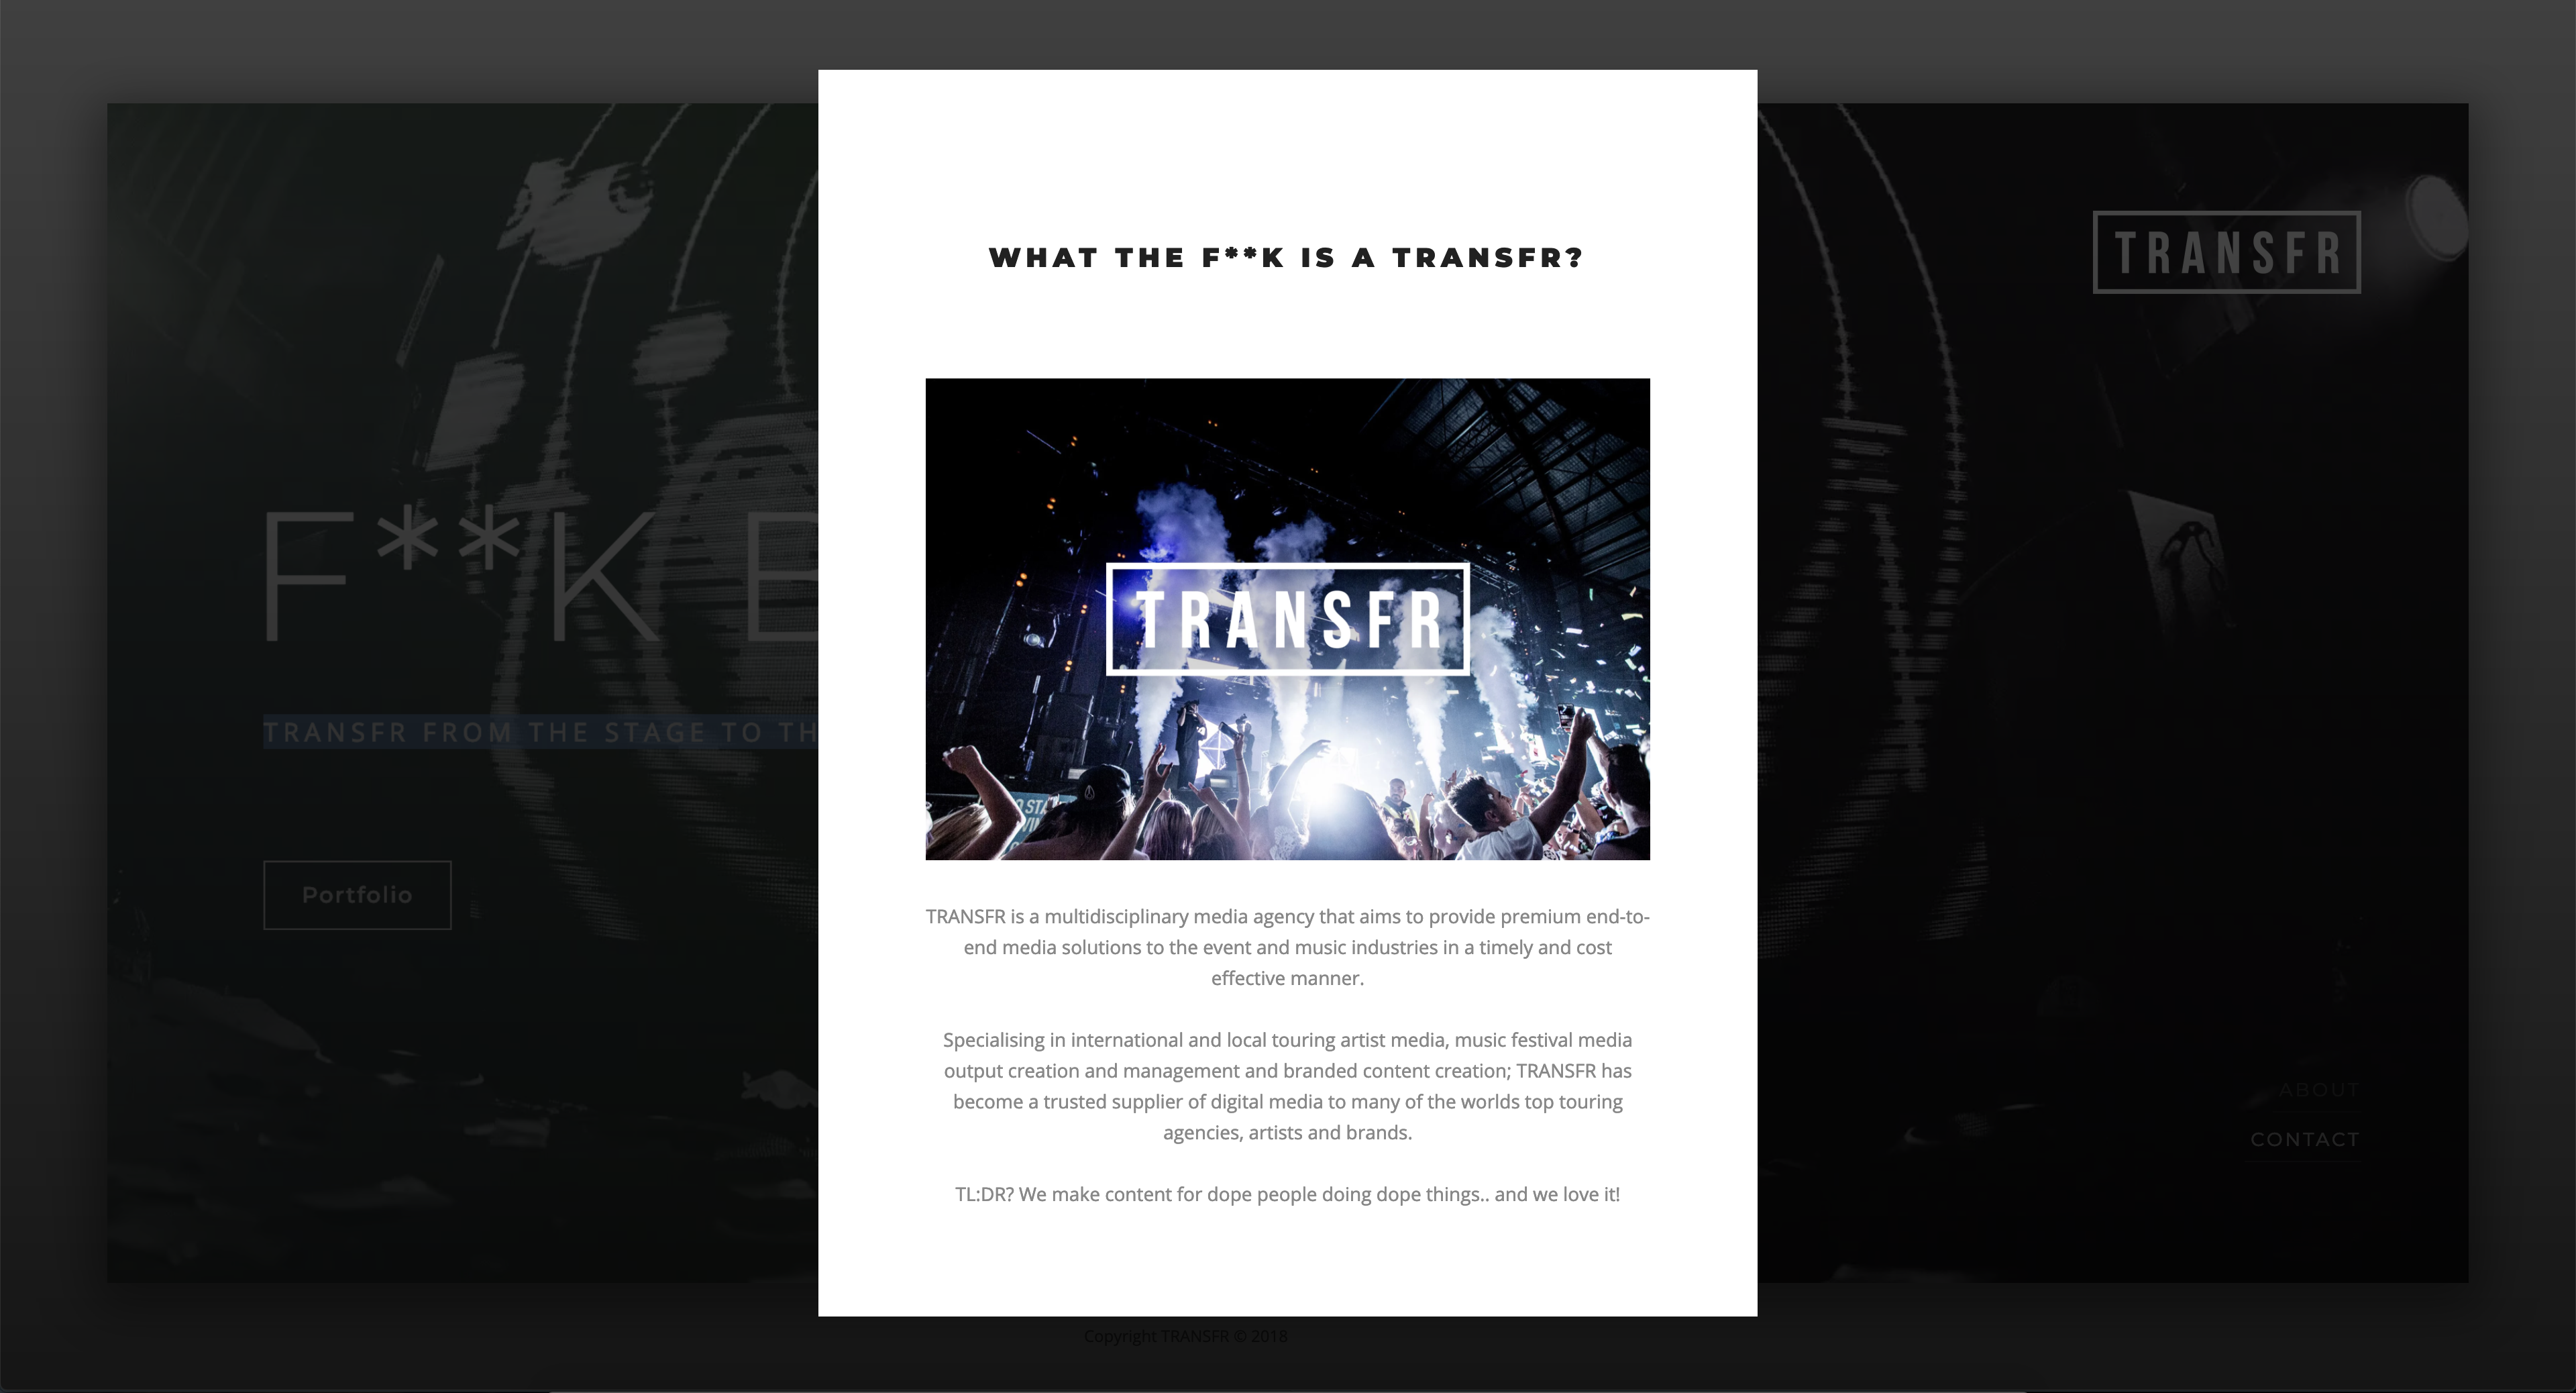 WHAT THE F**K IS A TRANSFR?
TRANSFR
TRANSFR is a multidisciplinary media agency that aims to provide premium end-to-
end media solutions to the event and music industries in a timely and cost
effective manner.
Specialising in international and local touring artist media, music festival media
output creation and management and branded content creation; TRANSFR has
become a trusted supplier of digital media to many of the worlds top touring
agencies, artists and brands.
TL:DR? We make content for dope people doing dope things.. and we love it!
F**K
TRANSFR FROM THE STAGE TO TH
Portfolio
TRANSFR
ABOUT
CONTACT
Copyright TRANSFR © 2018